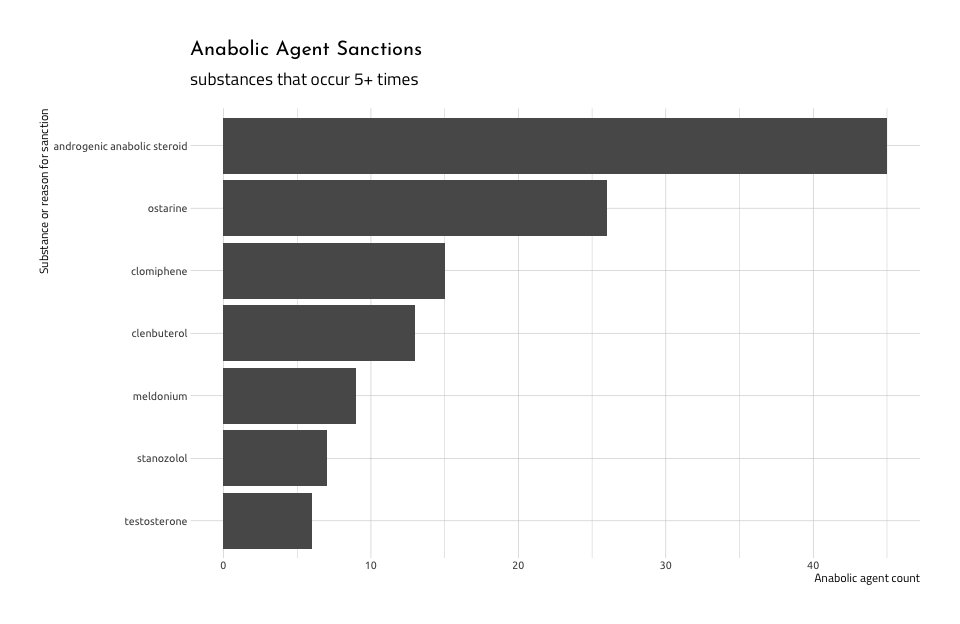 Anabolic Agent Sanctions
substances that occur 5+ times
Substance or reason for sanction
androgenic anabolic steroid
ostarine
clomiphene
clenbuterol
meldonium
stanozolol
testosterone
0 10 20 30 40
Anabolic agent count